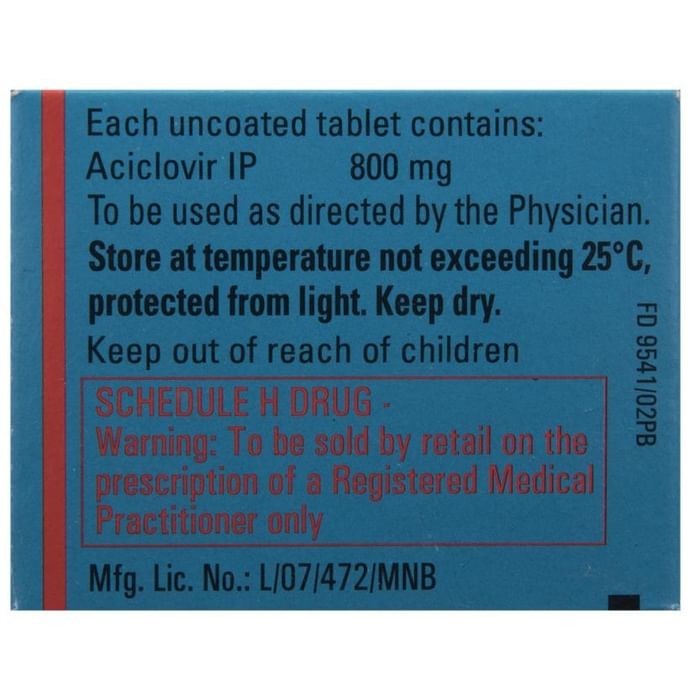 Each uncoated tablet contains:
Aciclovir IP 800 mg
To be used as directed by the Physician.
Store at temperature not exceeding 25°C,
protected from light. Keep dry.
Keep out of reach of children
SCHEDULE H DRUG -
Warning: To be sold by retail on the
prescription of a Registered Medical
Practitioner only
Mfg. Lic. No.: L/07/472/MNB
FD 9541/02PB